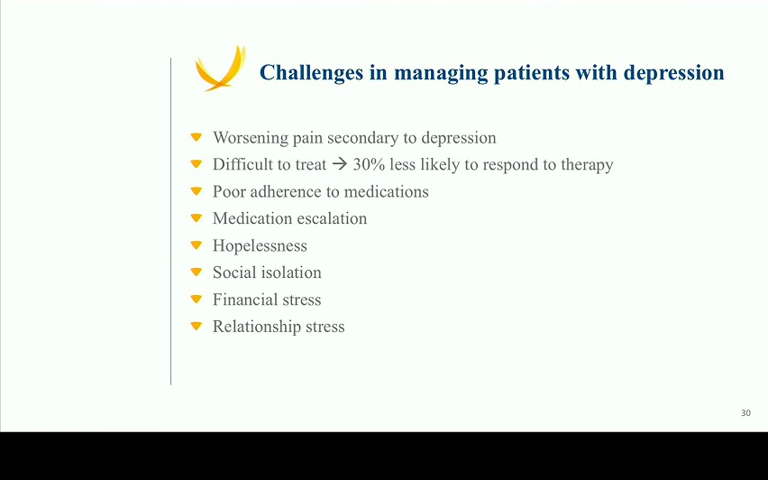 Challenges in managing patients with depression
Worsening pain secondary to depression
Difficult to treat → 30% less likely to respond to therapy
Poor adherence to medications
Medication escalation
Hopelessness
Social isolation
Financial stress
Relationship stress
30